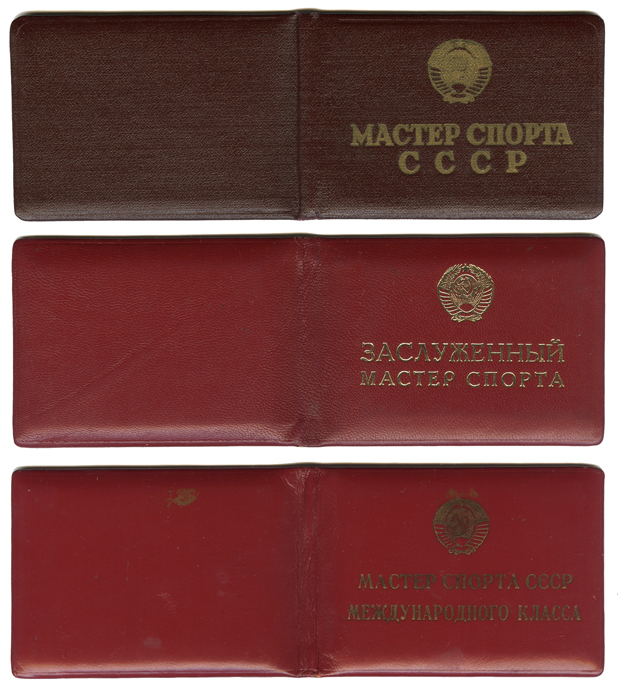 МАСТЕР СПОРТА
СССР
ЗАСЛУЖЕННЫЙ
МАСТЕР СПОРТА
МАСТЕР СПОРТА СССР
МЕЖДУНАРОДНОГО КЛАССА